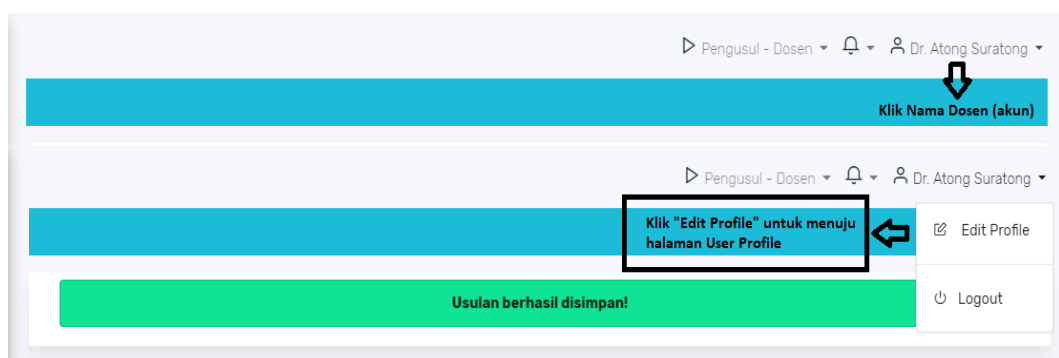 Pengusul - Dosen Dr. Atong Suratong
Klik Nama Dosen (akun)
Pengusul - Dosen Dr. Atong Suratong
Klik "Edit Profile" untuk menuju
halaman User Profile
Edit Profile
Usulan berhasil disimpan!
Logout